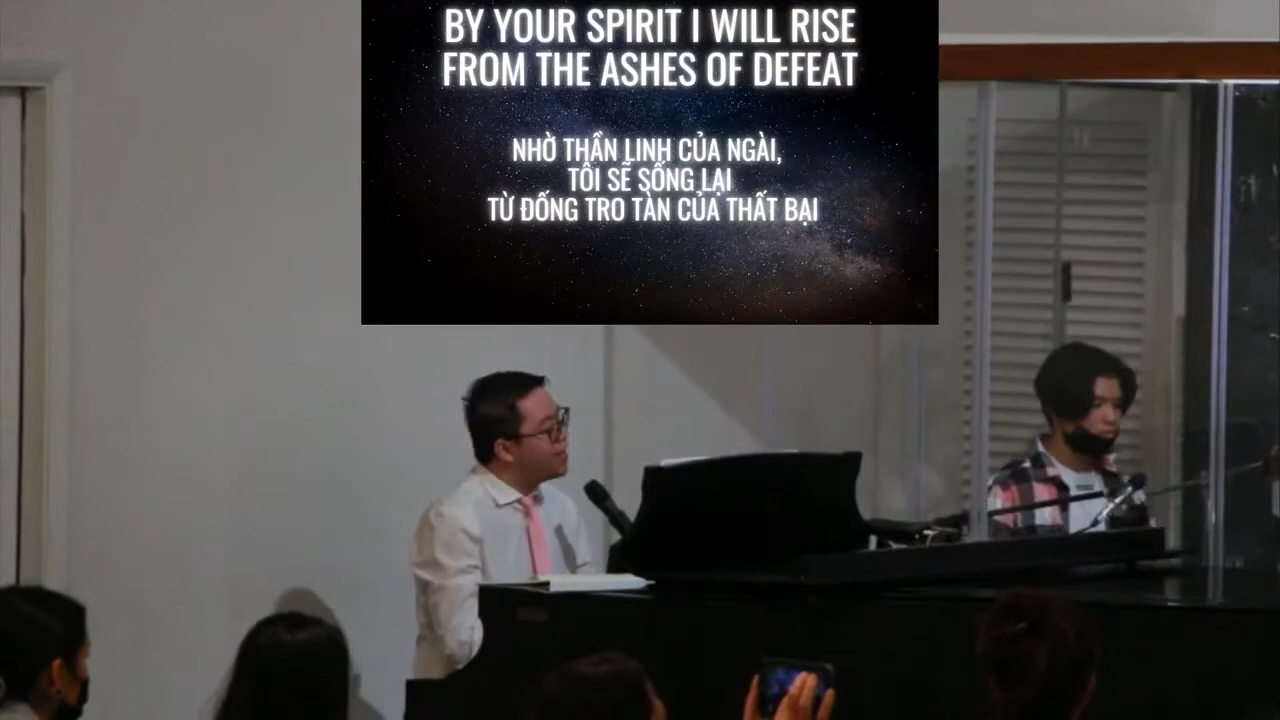 BY YOUR SPIRIT I WILL RISE
FROM THE ASHES OF DEFEAT
NHỜ THẦN LINH CỦA NGÀI,
TÔI SẼ SỐNG LẠI
TỪ ĐỐNG TRO TÀN CỦA THẤT BẠI